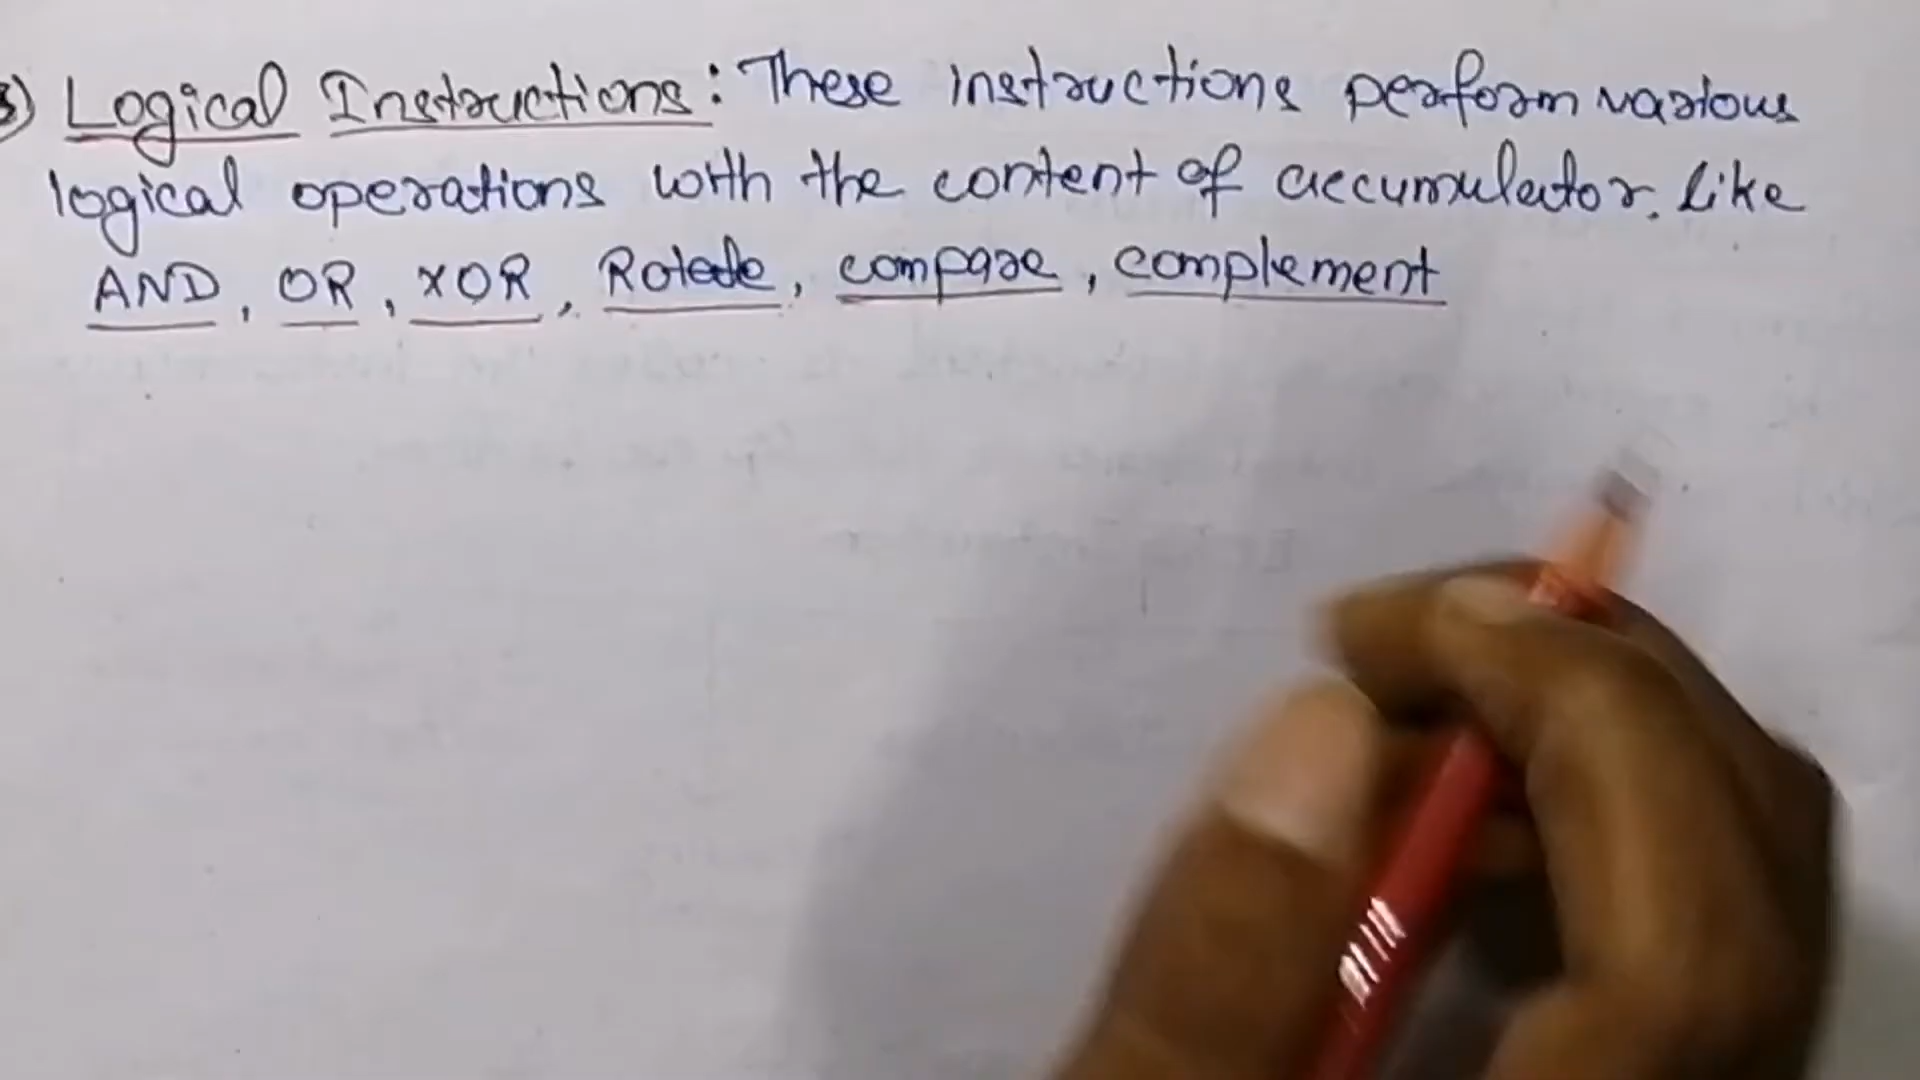 3) Logical Instructions: These instructions perform various
logical operations with the content of accumulator. like
AND, OR, XOR, Rotate, compare, complement